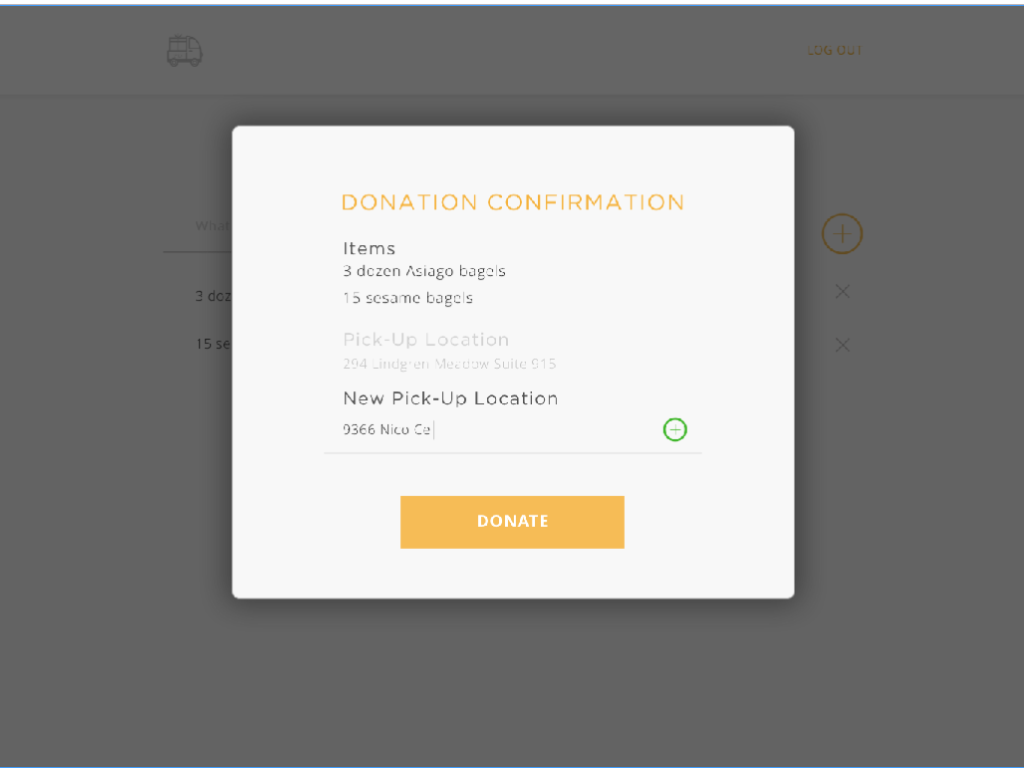 LOG OUT
DONATION CONFIRMATION
What
Items
3 dozen Asiago bagels
3 doz
15 sesame bagels
15 se
Pick-Up Location
294 Lindgren Meadow Suite 915
New Pick-Up Location
9366 Nico Ce
DONATE